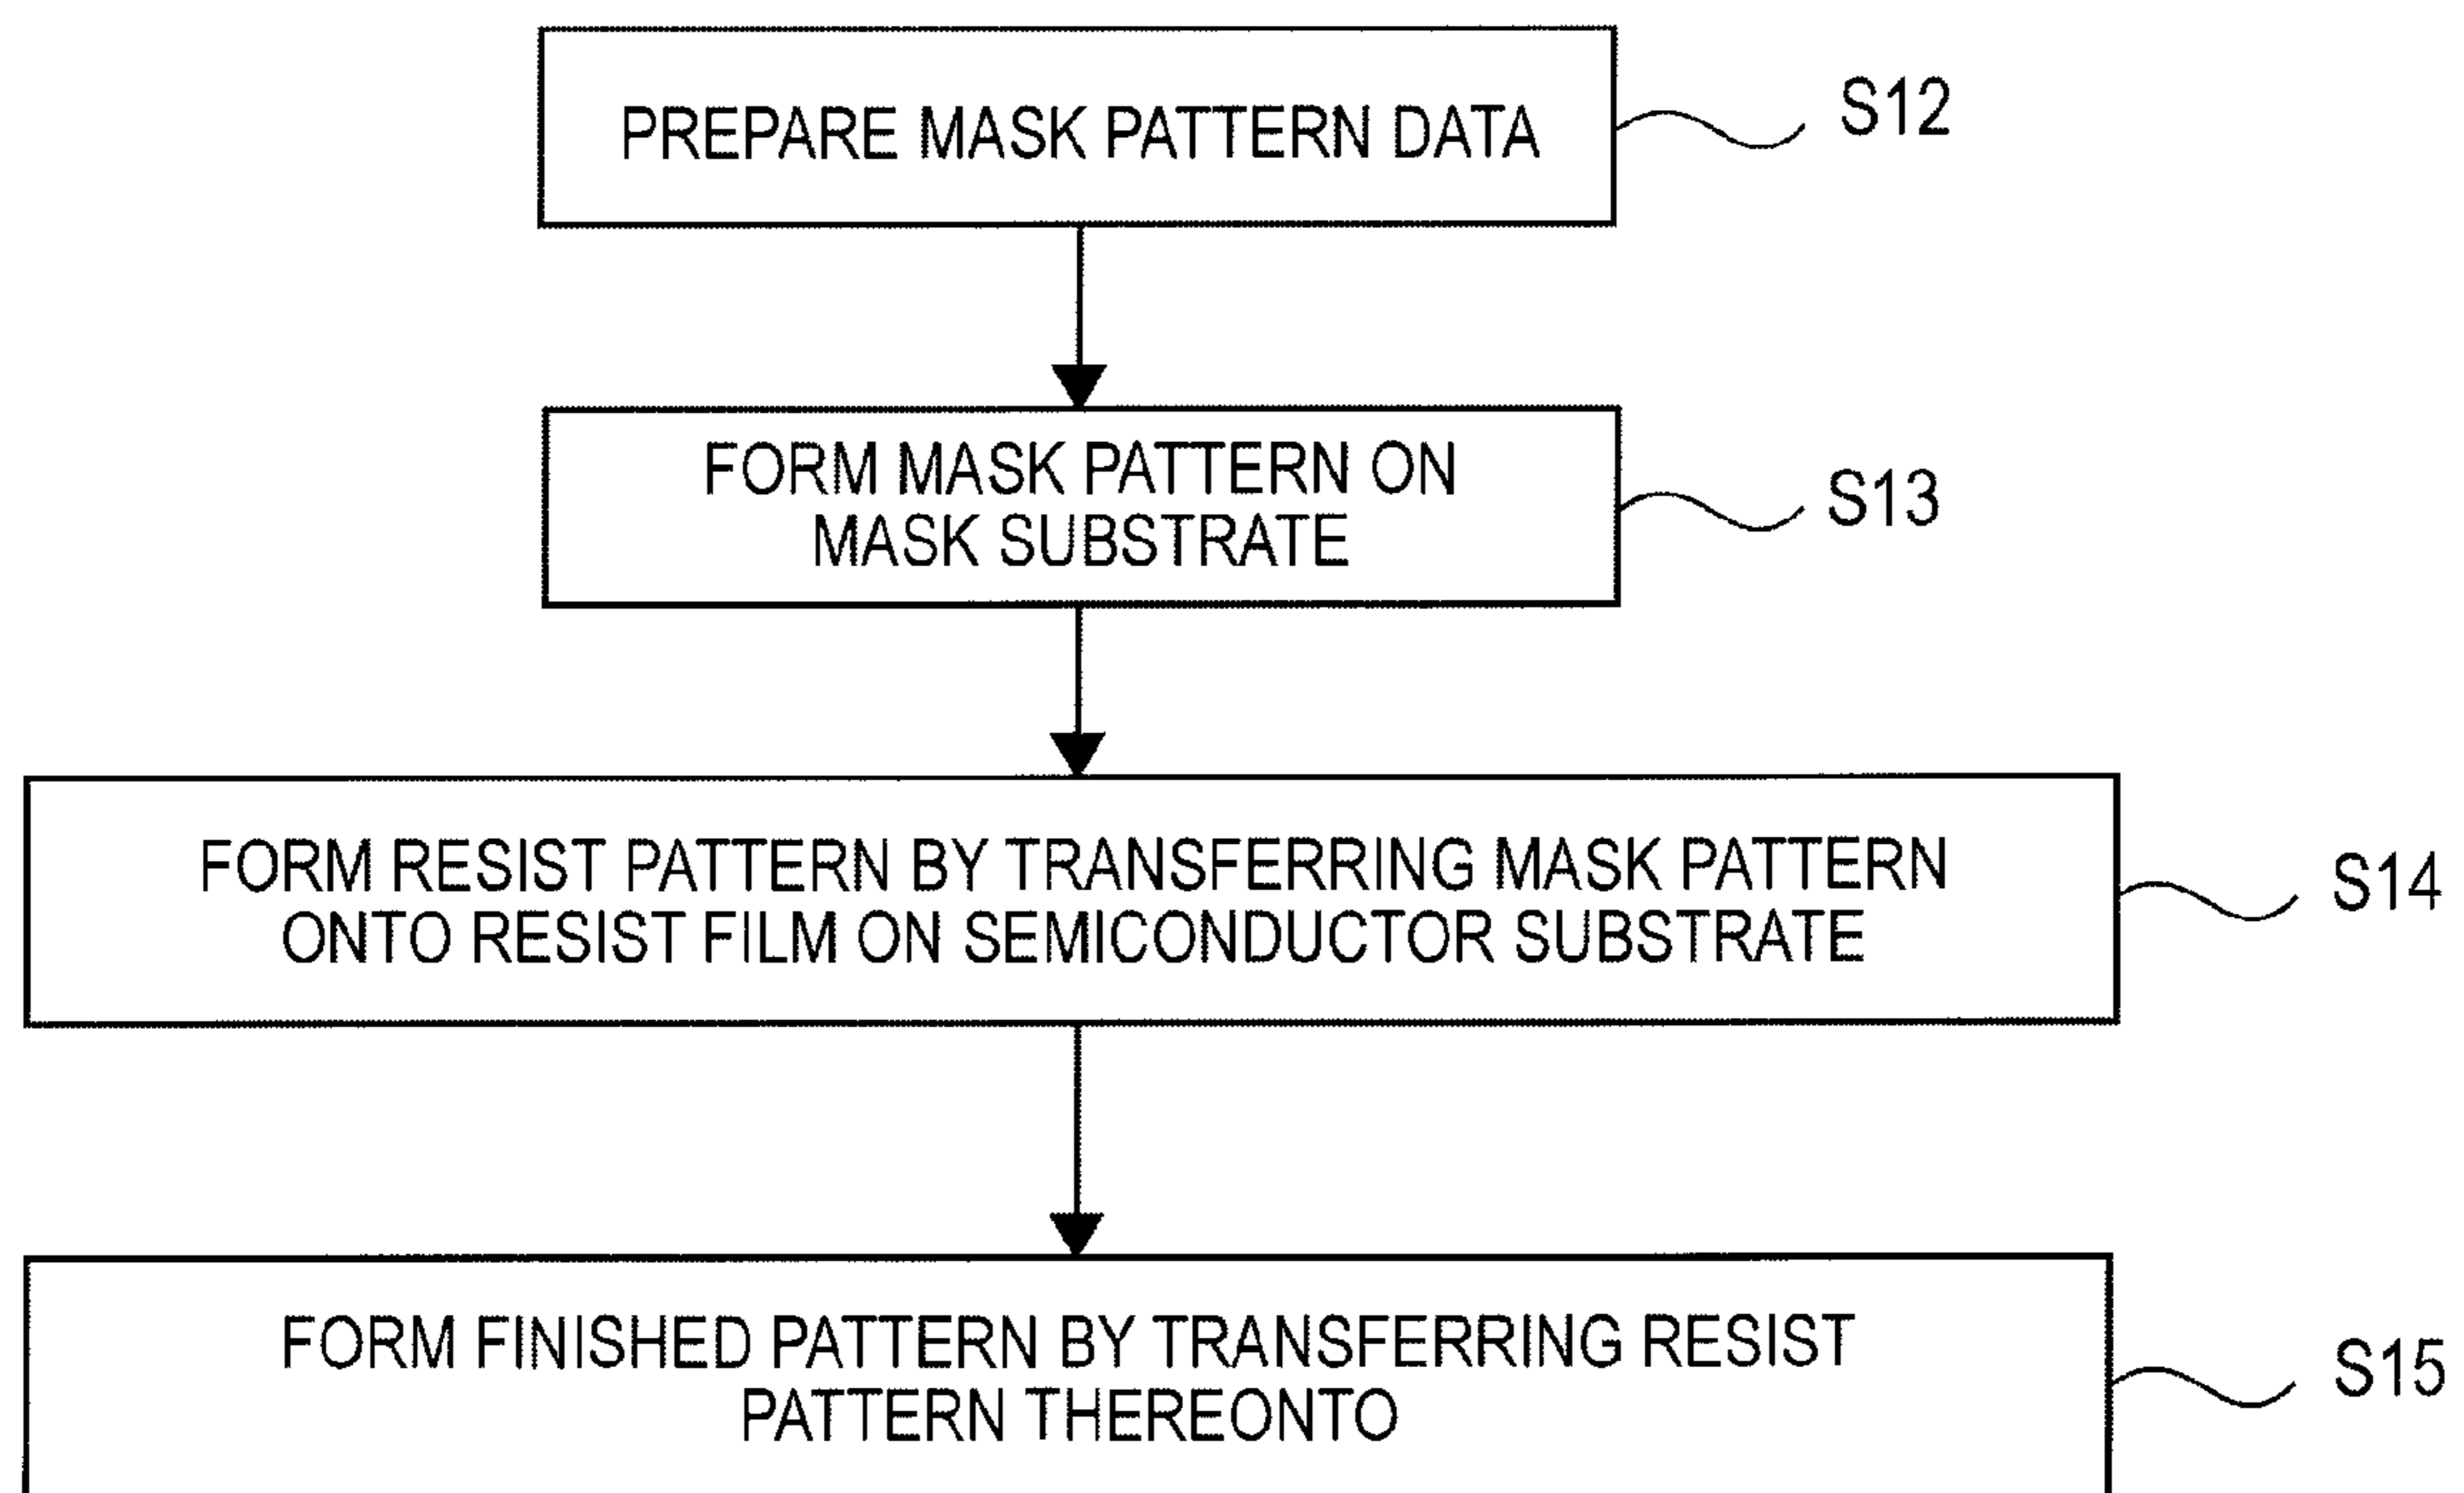 PREPARE MASK PATTERN DATA
S12
FORM MASK PATTERN ON
MASK SUBSTRATE
S13
FORM RESIST PATTERN BY TRANSFERRING MASK PATTERN
ONTO RESIST FILM ON SEMICONDUCTOR SUBSTRATE
S14
FORM FINISHED PATTERN BY TRANSFERRING RESIST
PATTERN THEREONTO
S15